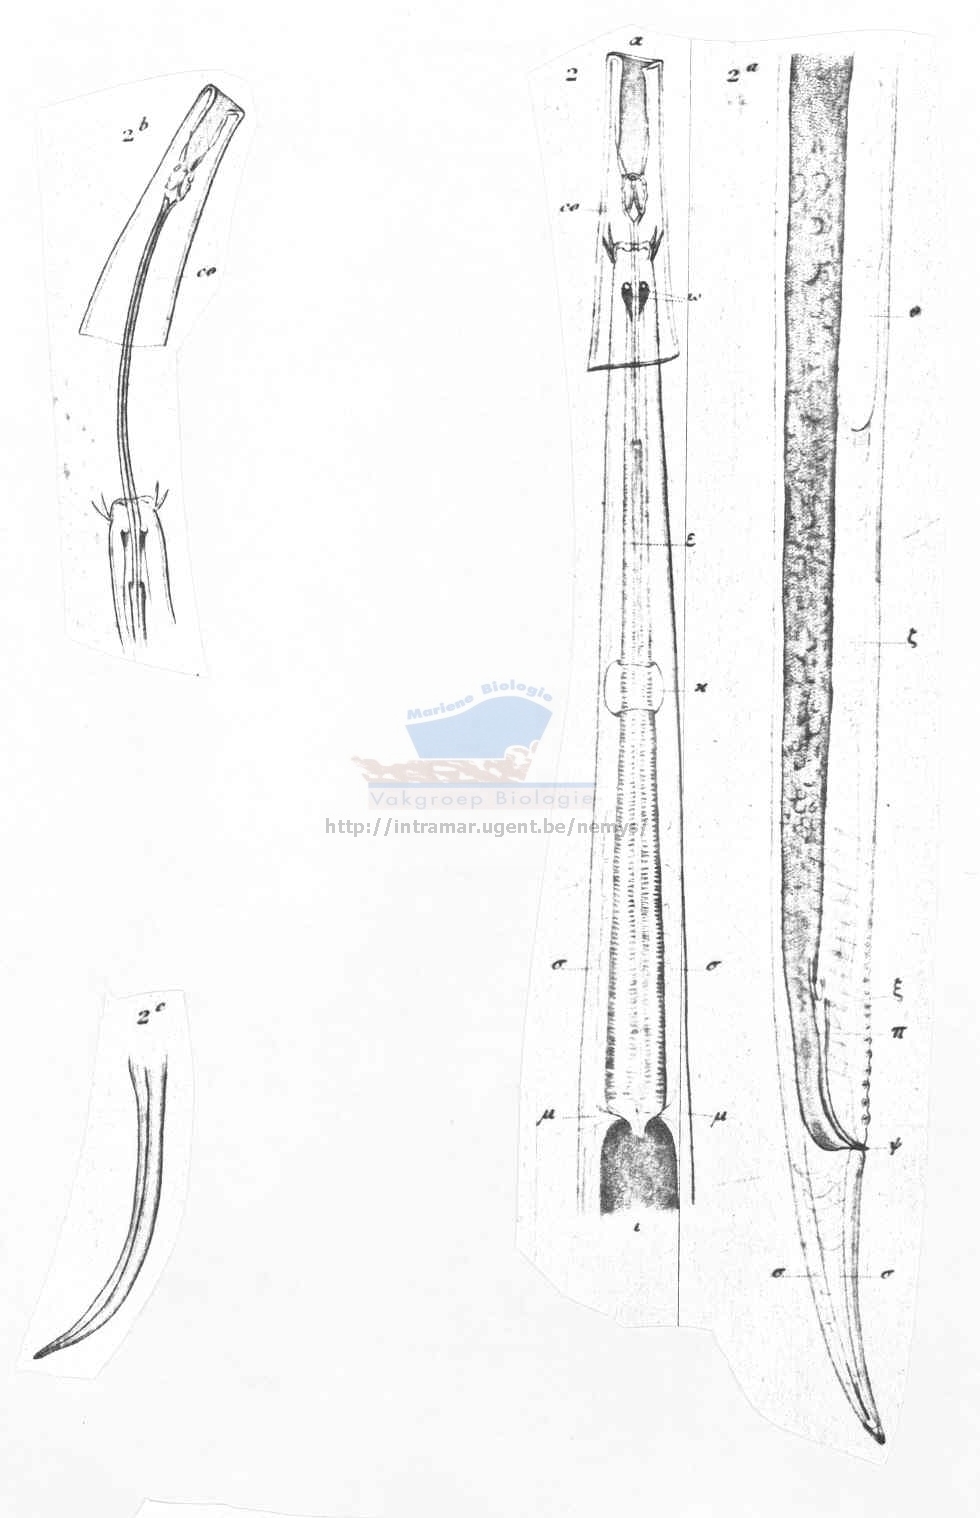 2
α
2 a
2 b
co
co
ω
θ
ε
ζ
ϰ
Mariene Biologie
Vakgroep Biologie
http://intramar.ugent.be/nemys/
σ
σ
ξ
π
2 c
μ
μ
ψ
ι
σ
σ